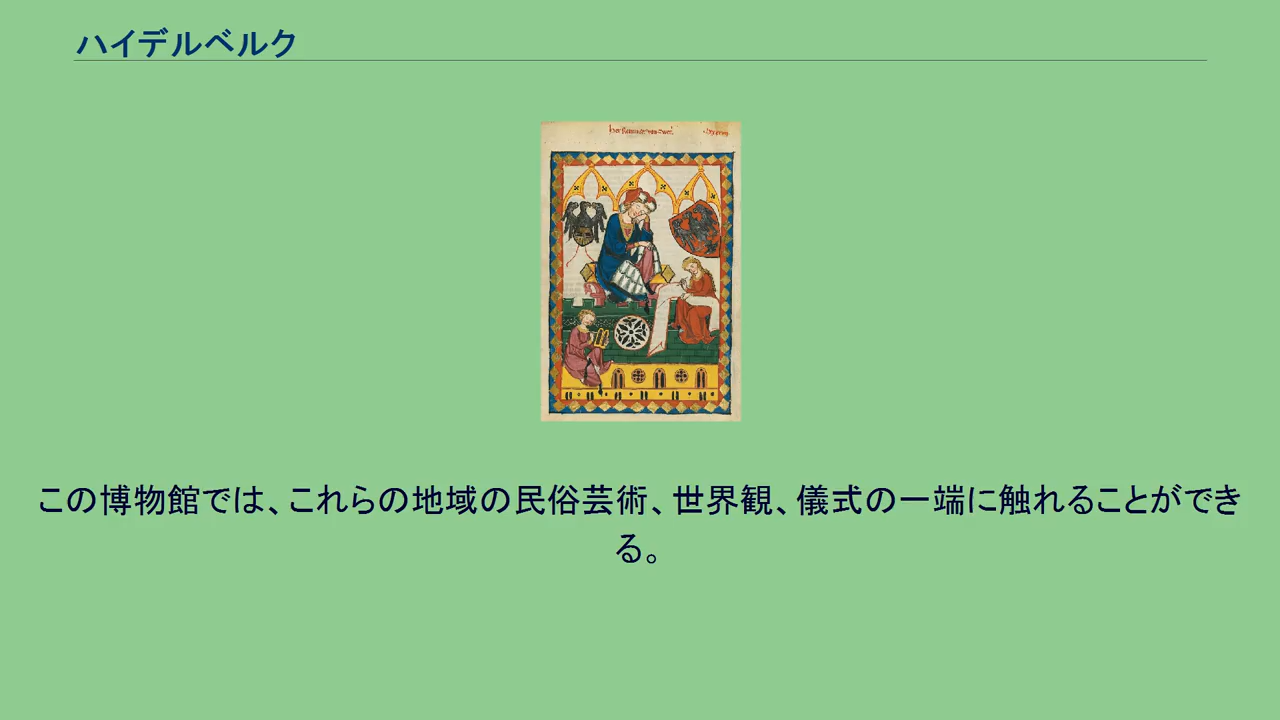 ハイデルベルク
この博物館では、これらの地域の民俗芸術、世界観、儀式の一端に触れることができ
る。